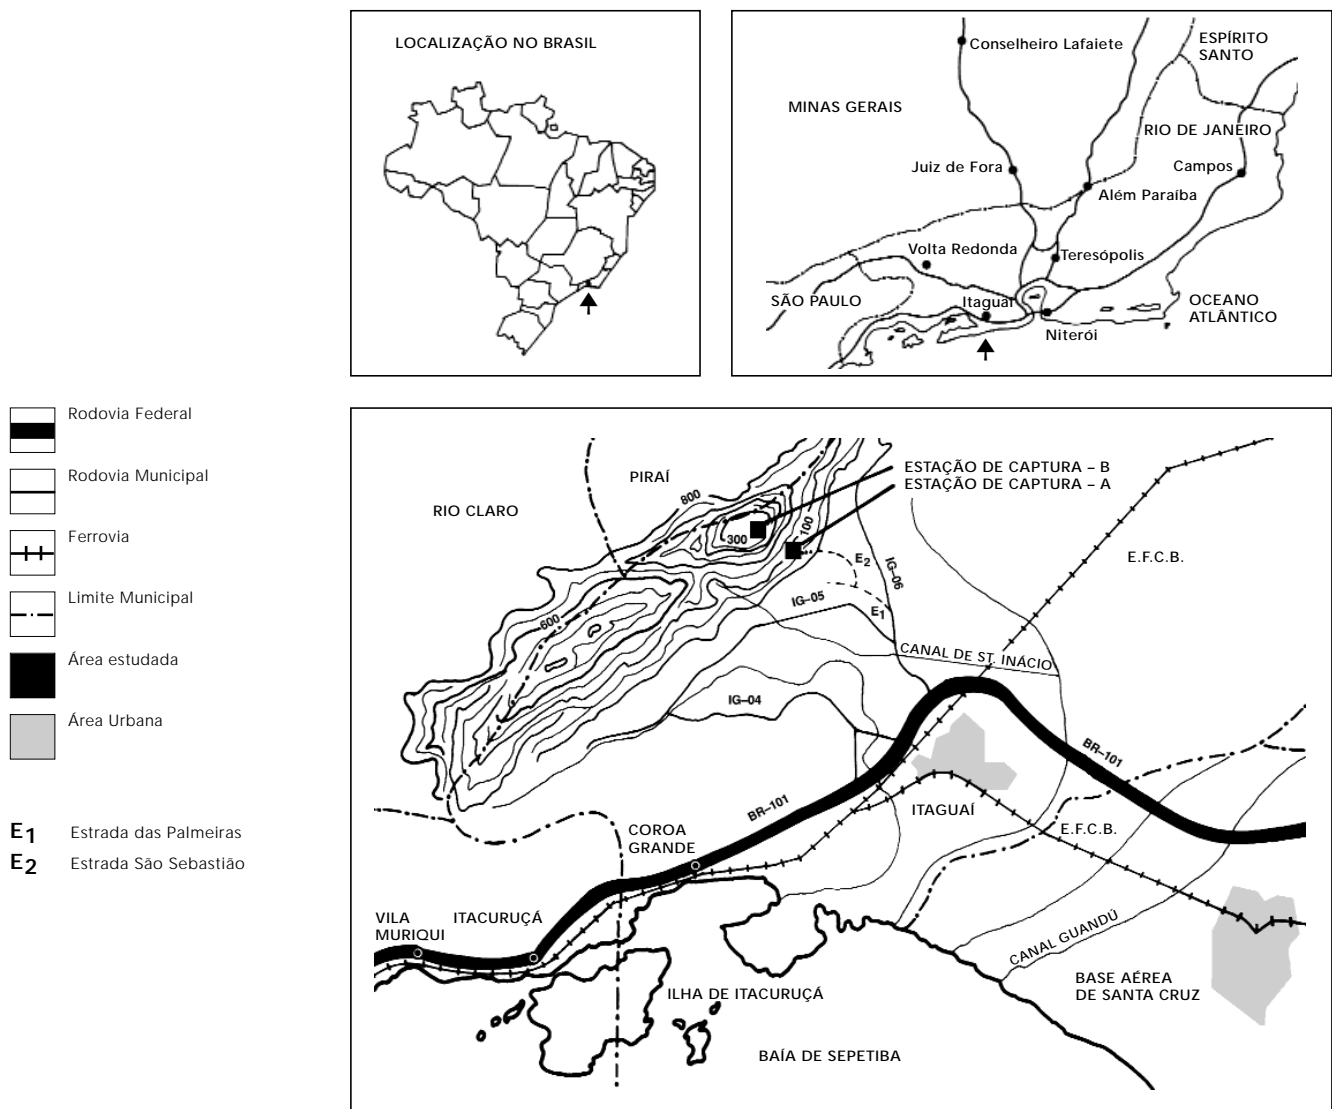 LOCALIZAÇÃO NO BRASIL
Conselheiro Lafaiete
ESPÍRITO
SANTO
MINAS GERAIS
RIO DE JANEIRO
Juiz de Fora
Campos
Além Paraíba
Volta Redonda
Teresópolis
SÃO PAULO
Itaguaí
OCEANO
ATLÂNTICO
Niterói
Rodovia Federal
Rodovia Municipal
Ferrovia
Limite Municipal
Área estudada
Área Urbana
E1 Estrada das Palmeiras
E2 Estrada São Sebastião
ESTAÇÃO DE CAPTURA – B
ESTAÇÃO DE CAPTURA – A
PIRAÍ
RIO CLARO
800
300
100
600
E2
E1
IG–06
IG–05
IG–04
E.F.C.B.
CANAL DE ST. INÁCIO
BR–101
BR–101
ITAGUAÍ
E.F.C.B.
COROA
GRANDE
VILA
MURIQUI
ITACURUÇÁ
CANAL GUANDÚ
BASE AÉREA
DE SANTA CRUZ
ILHA DE ITACURUÇÁ
BAÍA DE SEPETIBA